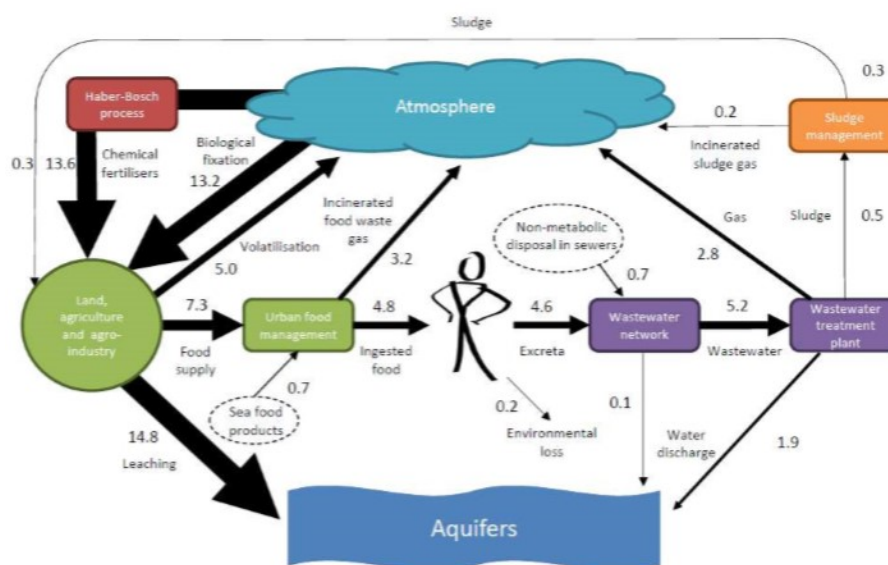 Sludge
0.3
Haber-Bosch
process
Atmosphere
0.2
Sludge
management
Incinerated
sludge gas
0.3
13.6
Chemical
fertilisers
Biological
fixation
13.2
Incinerated
food waste
gas
Non-metabolic
disposal in sewers
Gas
Sludge
0.5
Volatilisation
5.0
3.2
0.7
2.8
Land,
agriculture
and agro-
industry
7.3
Food
supply
Urban food
management
4.8
Ingested
food
4.6
Excreta
Wastewater
network
5.2
Wastewater
Wastewater
treatment
plant
0.7
Sea food
products
0.2
Environmental
loss
0.1
Water
discharge
1.9
14.8
Leaching
Aquifers